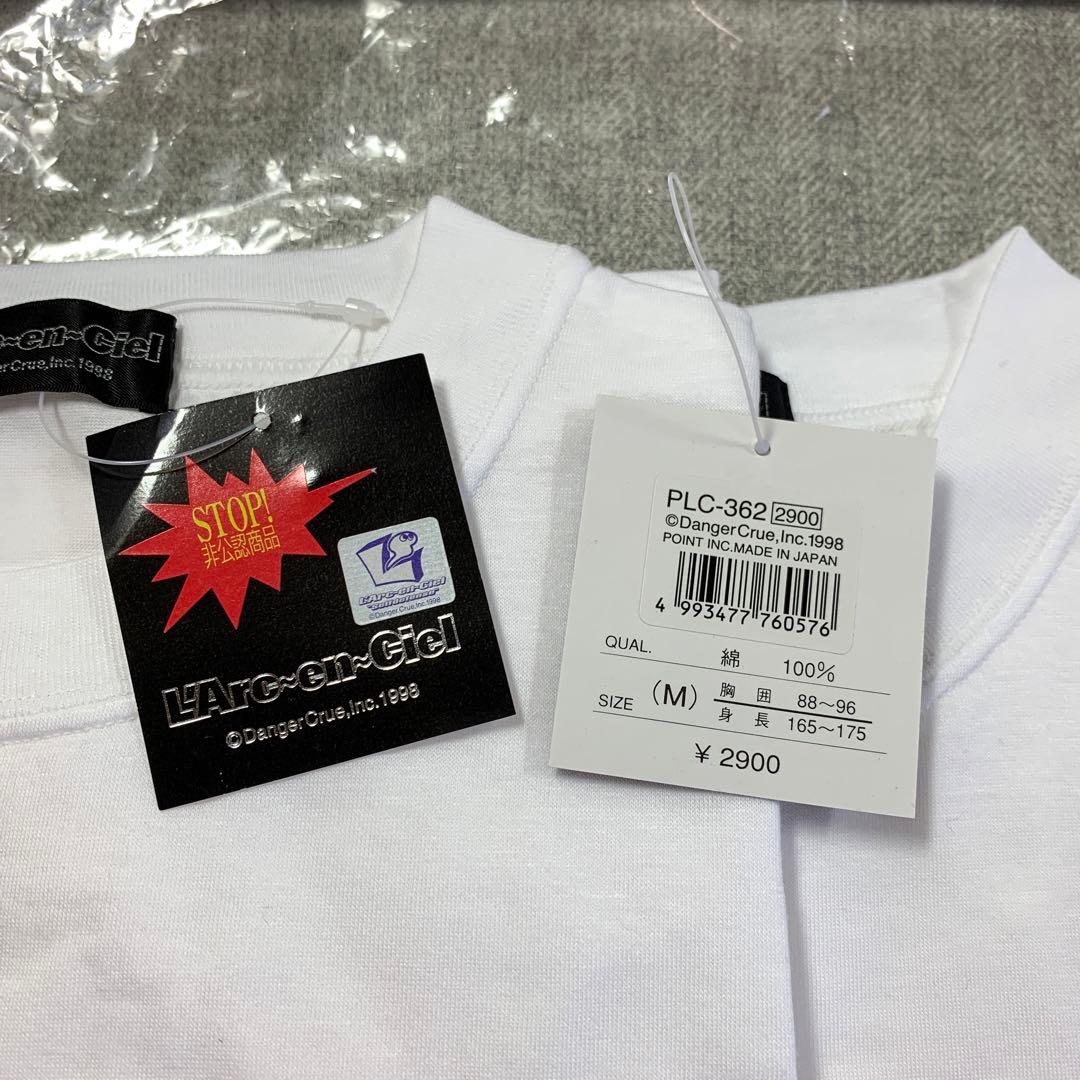 ~en~Ciel
gerCrue,Inc.1998
STOP!
非公認商品
L'Arc~en~Ciel
©DangerCrue,Inc.1998
L'Arc~en~Ciel
©DangerCrue,Inc.1998
PLC-362 2900
©DangerCrue,Inc.1998
POINT INC.MADE IN JAPAN
4 993477 760576
QUAL. 綿 100%
SIZE (M) 胸囲 88～96
身長 165～175
¥2900